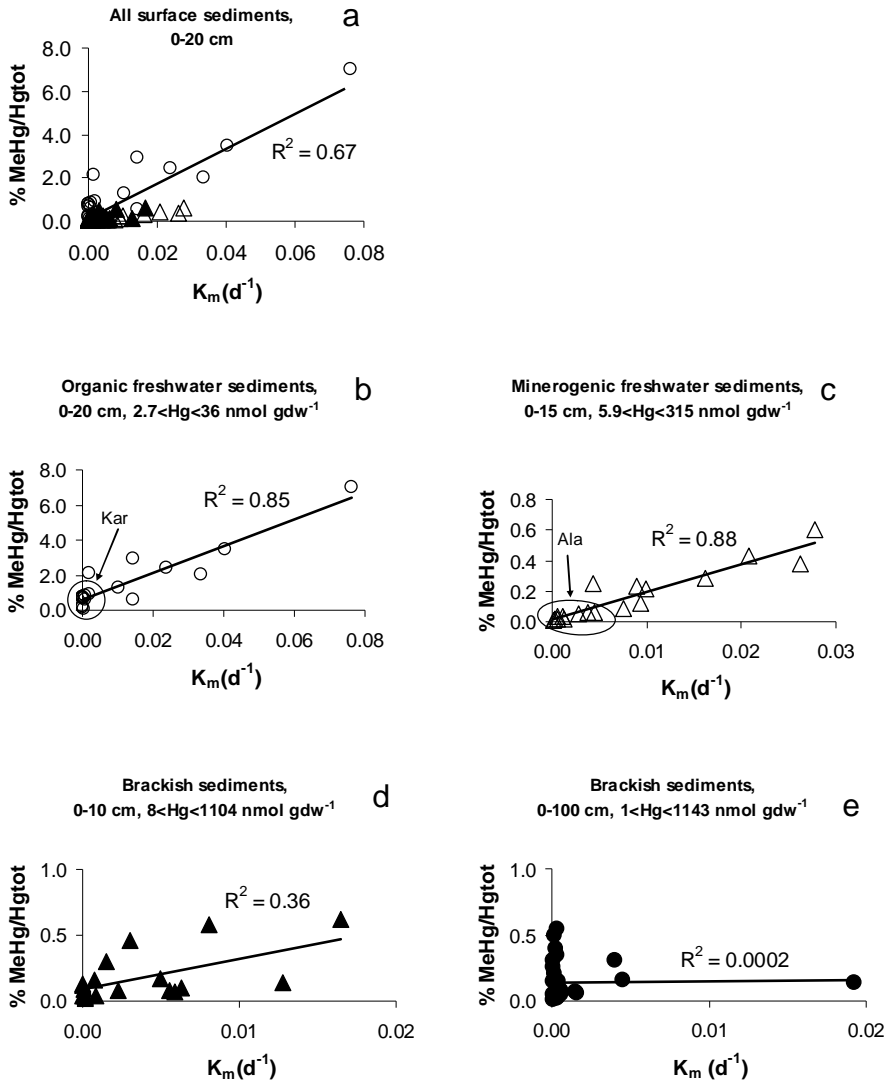 All surface sediments,
0-20 cm
a
8.0
6.0
4.0
2.0
0.0
% MeHg/Hgtot
R² = 0.67
0.00 0.02 0.04 0.06 0.08
Kₘ(d⁻¹)
Organic freshwater sediments,
0-20 cm, 2.7<Hg<36 nmol gdw⁻¹
b
8.0
6.0
4.0
2.0
0.0
% MeHg/Hgtot
Kar
R² = 0.85
0.00 0.02 0.04 0.06 0.08
Kₘ(d⁻¹)
Minerogenic freshwater sediments,
0-15 cm, 5.9<Hg<315 nmol gdw⁻¹
c
0.8
0.6
0.4
0.2
0.0
% MeHg/Hgtot
Ala
R² = 0.88
0.00 0.01 0.02 0.03
Kₘ(d⁻¹)
Brackish sediments,
0-10 cm, 8<Hg<1104 nmol gdw⁻¹
d
1.0
0.5
0.0
% MeHg/Hgtot
R² = 0.36
0.00 0.01 0.02
Kₘ(d⁻¹)
Brackish sediments,
0-100 cm, 1<Hg<1143 nmol gdw⁻¹
e
1.0
0.5
0.0
% MeHg/Hgtot
R² = 0.0002
0.00 0.01 0.02
Kₘ (d⁻¹)